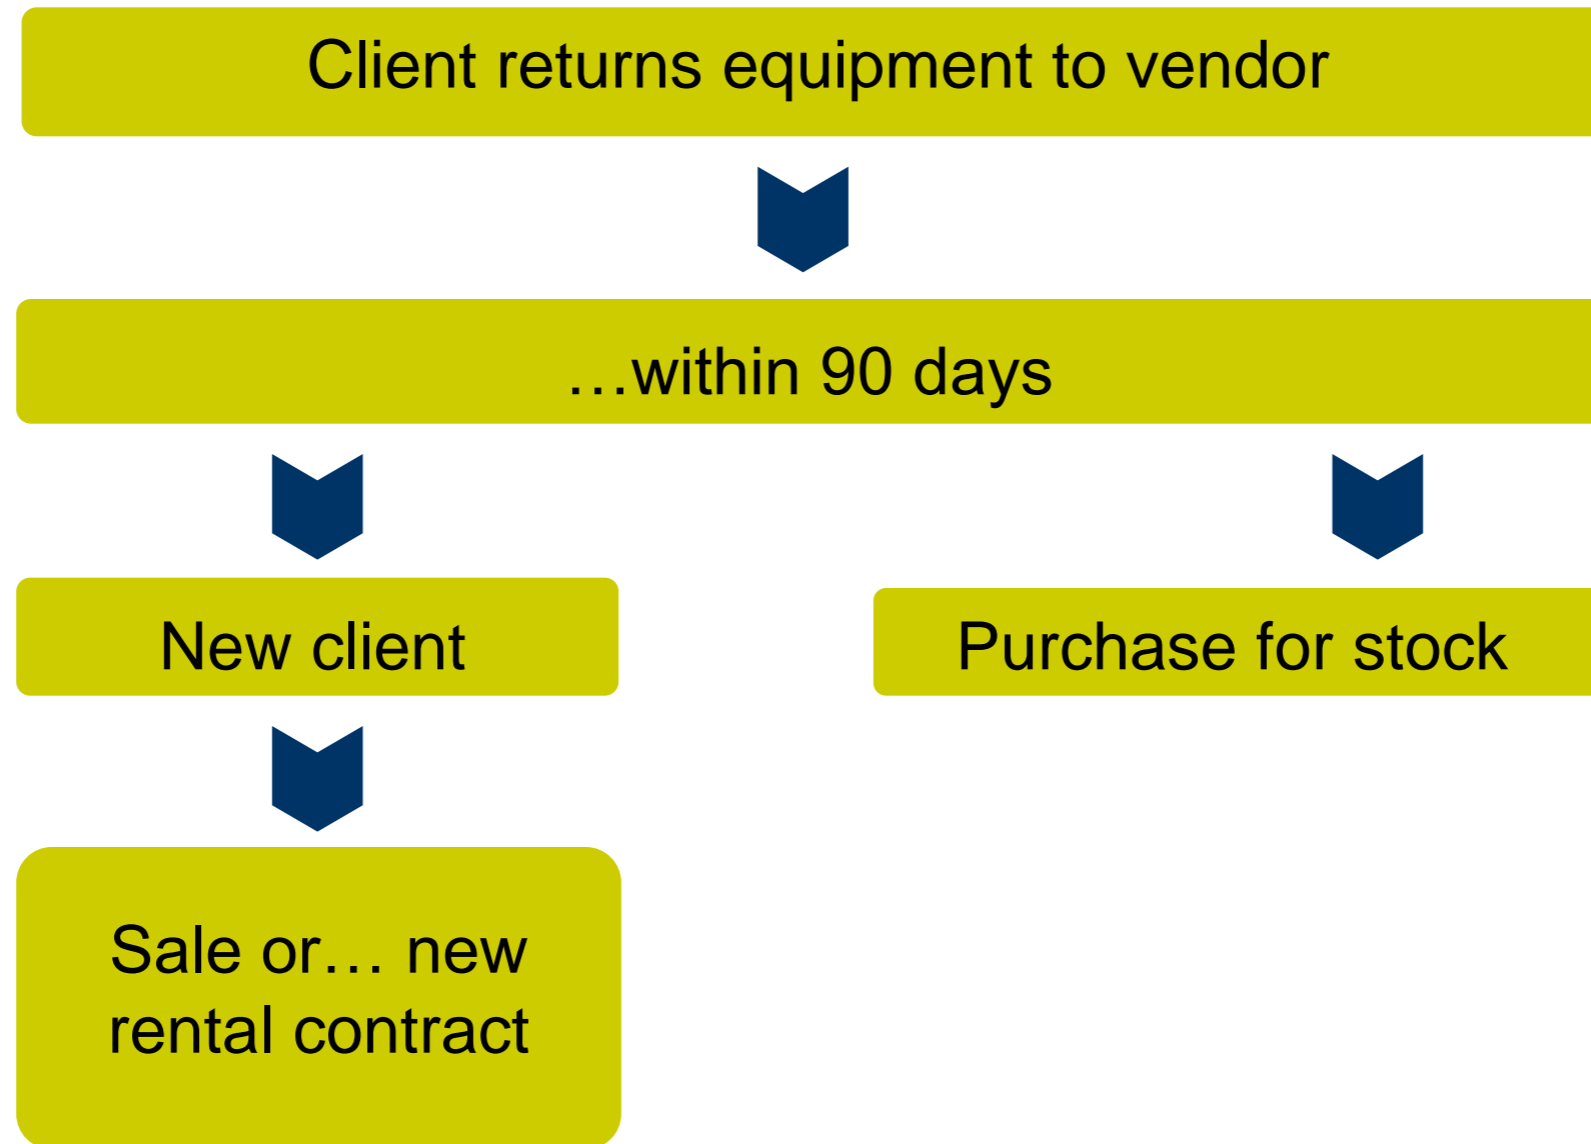 Client returns equipment to vendor
…within 90 days
New client
Purchase for stock
Sale or… new
rental contract